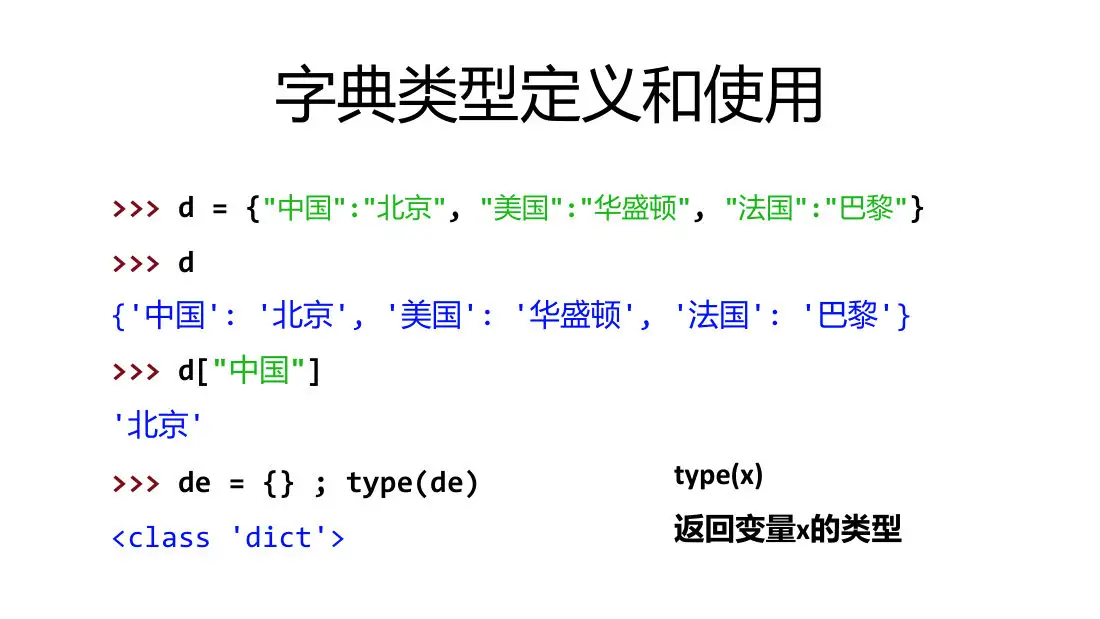 字典类型定义和使用
>>> d = {"中国":"北京", "美国":"华盛顿", "法国":"巴黎"}
>>> d
{'中国': '北京', '美国': '华盛顿', '法国': '巴黎'}
>>> d["中国"]
'北京'
>>> de = {} ; type(de)
<class 'dict'>
type(x)
返回变量x的类型